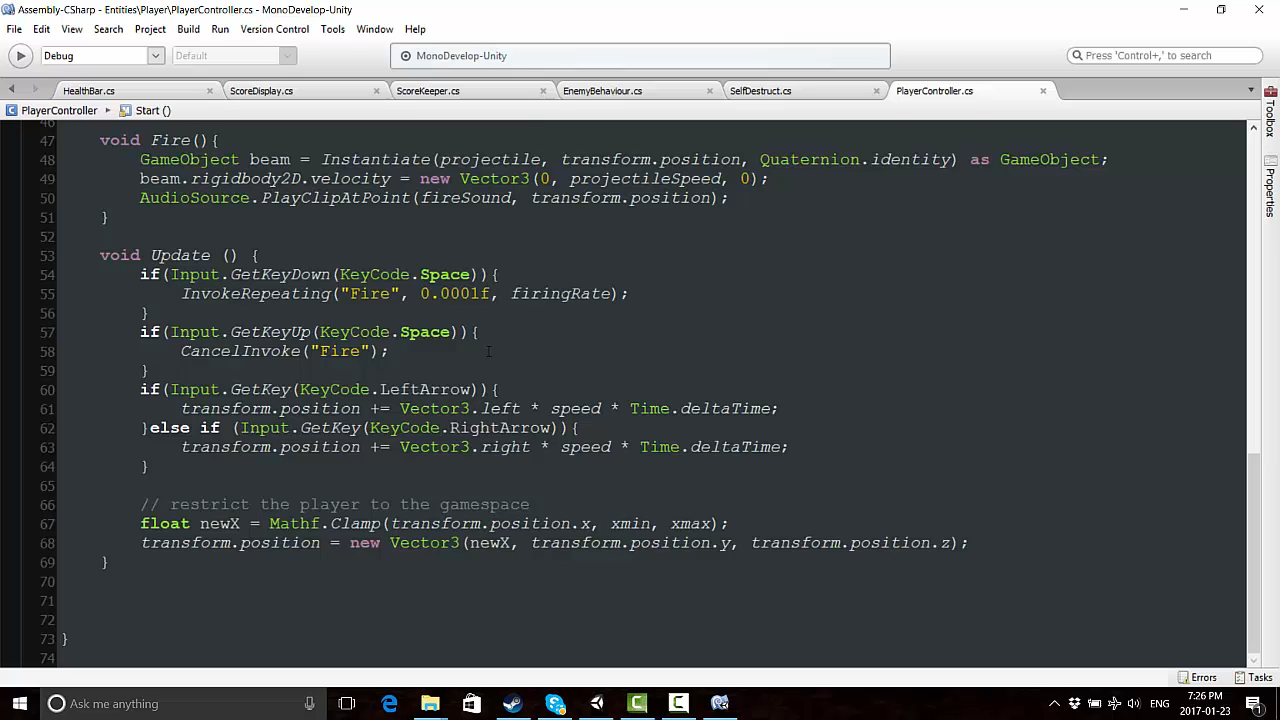 Assembly-CSharp - Entities\Player\PlayerController.cs - MonoDevelop-Unity
File Edit View Search Project Build Run Version Control Tools Window Help
Debug Default MonoDevelop-Unity Press 'Control+,' to search
HealthBar.cs ScoreDisplay.cs ScoreKeeper.cs EnemyBehaviour.cs SelfDestruct.cs PlayerController.cs
PlayerController Start ()
Toolbox
Properties
46
47 void Fire(){
48 GameObject beam = Instantiate(projectile, transform.position, Quaternion.identity) as GameObject;
49 beam.rigidbody2D.velocity = new Vector3(0, projectileSpeed, 0);
50 AudioSource.PlayClipAtPoint(fireSound, transform.position);
51 }
52
53 void Update () {
54 if(Input.GetKeyDown(KeyCode.Space)){
55 InvokeRepeating("Fire", 0.0001f, firingRate);
56 }
57 if(Input.GetKeyUp(KeyCode.Space)){
58 CancelInvoke("Fire");
59 }
60 if(Input.GetKey(KeyCode.LeftArrow)){
61 transform.position += Vector3.left * speed * Time.deltaTime;
62 }else if (Input.GetKey(KeyCode.RightArrow)){
63 transform.position += Vector3.right * speed * Time.deltaTime;
64 }
65
66 // restrict the player to the gamespace
67 float newX = Mathf.Clamp(transform.position.x, xmin, xmax);
68 transform.position = new Vector3(newX, transform.position.y, transform.position.z);
69 }
70
71
72
73 }
74
Errors Tasks
Ask me anything
7:26 PM
2017-01-23